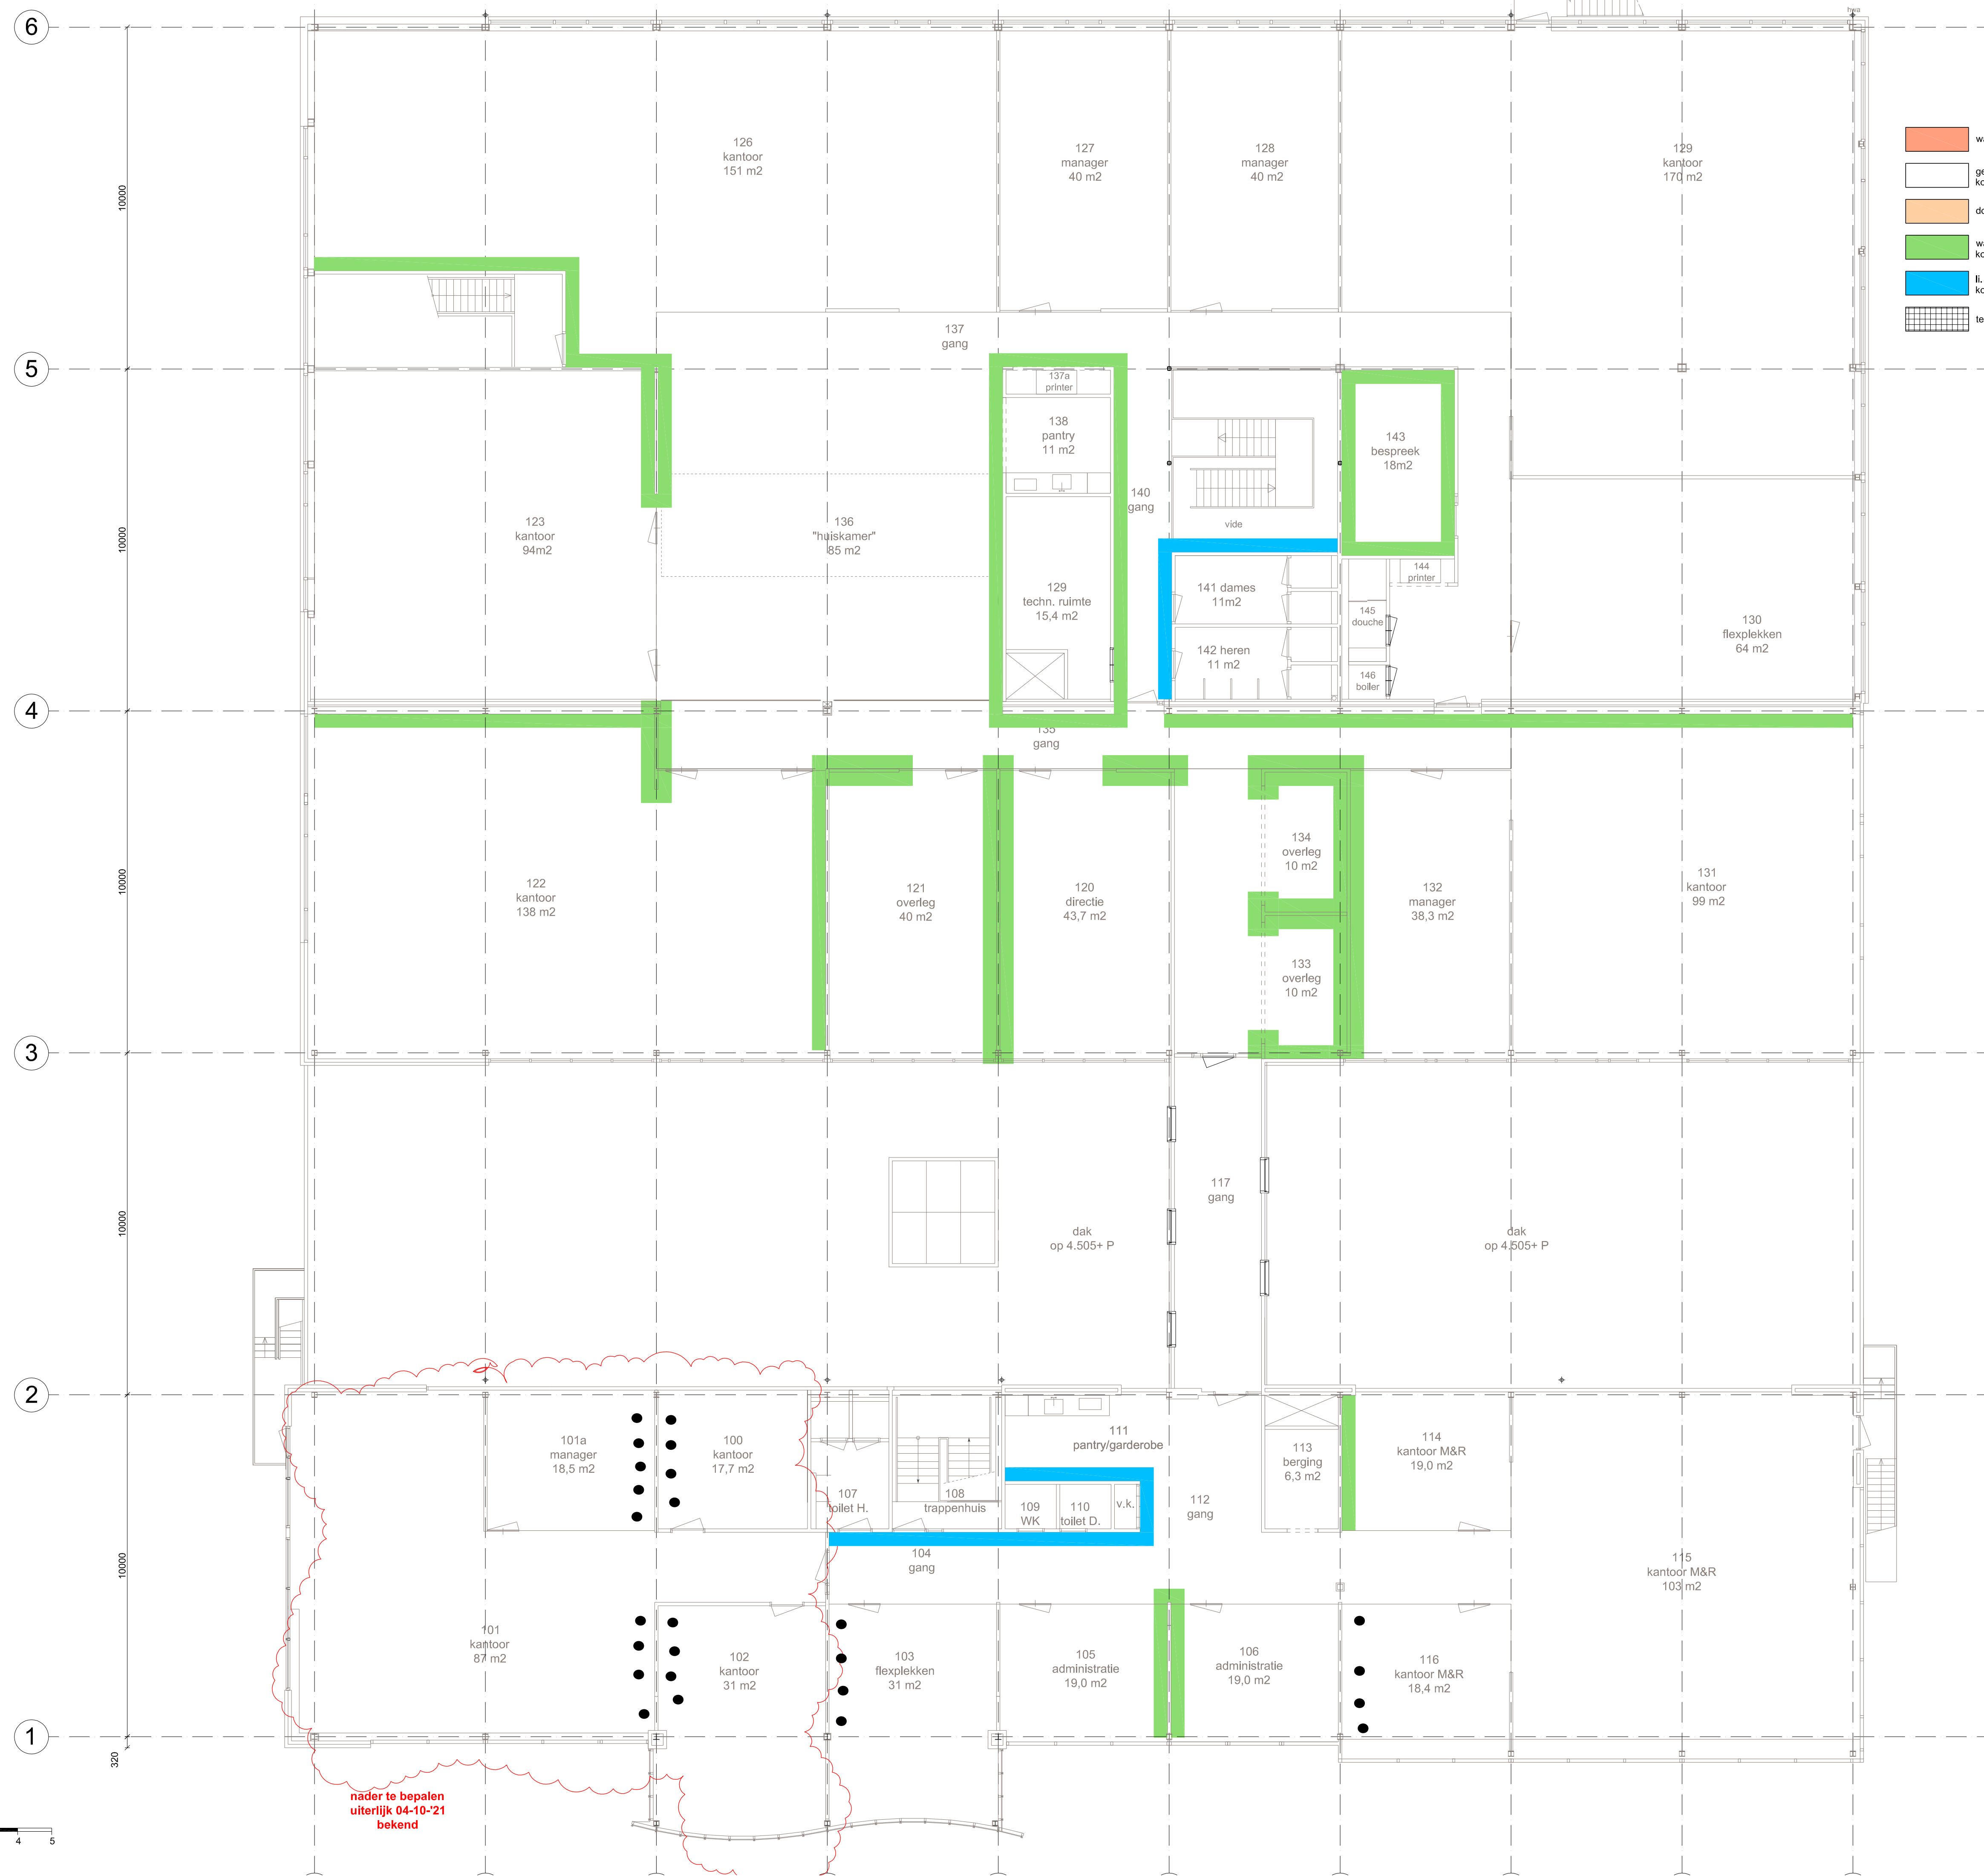 hwa
6
126
kantoor
151 m2
127
manager
40 m2
128
manager
40 m2
129
kantoor
170 m2
10000
137
gang
5
137a
printer
138
pantry
11 m2
143
bespreek
18m2
140
gang
vide
123
kantoor
94m2
136
"huiskamer"
85 m2
10000
129
techn. ruimte
15,4 m2
141 dames
11m2
144
printer
145
douche
142 heren
11 m2
146
boiler
130
flexplekken
64 m2
4
135
gang
10000
122
kantoor
138 m2
121
overleg
40 m2
120
directie
43,7 m2
134
overleg
10 m2
133
overleg
10 m2
132
manager
38,3 m2
131
kantoor
99 m2
3
10000
117
gang
dak
op 4.505+ P
dak
op 4.505+ P
2
101a
manager
18,5 m2
100
kantoor
17,7 m2
111
pantry/garderobe
113
berging
6,3 m2
114
kantoor M&R
19,0 m2
107
toilet H.
108
trappenhuis
109
WK
110
toilet D.
v.k.
112
gang
10000
104
gang
115
kantoor M&R
103 m2
101
kantoor
87 m2
102
kantoor
31 m2
103
flexplekken
31 m2
105
administratie
19,0 m2
106
administratie
19,0 m2
116
kantoor M&R
18,4 m2
1
3320
nader te bepalen
uiterlijk 04-10-'21
bekend
4 5